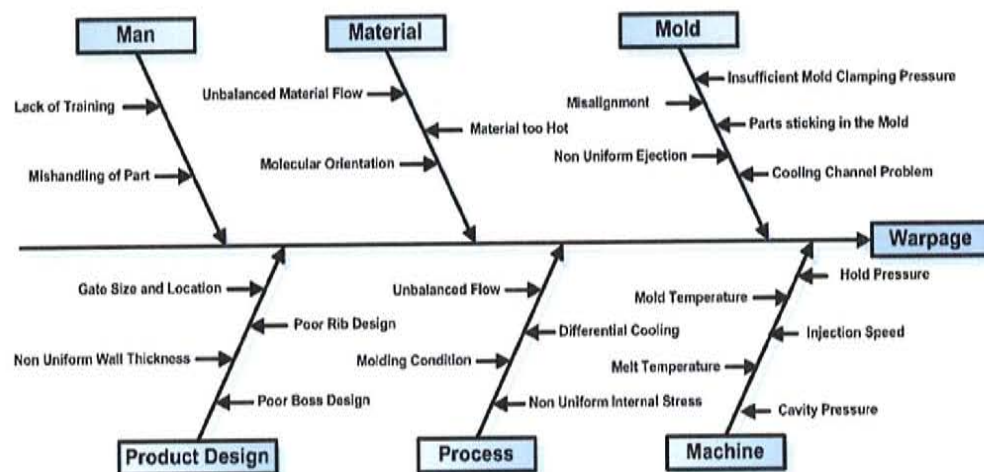 Man
Material
Mold
Lack of Training
Mishandling of Part
Unbalanced Material Flow
Material too Hot
Molecular Orientation
Insufficient Mold Clamping Pressure
Misalignment
Parts sticking in the Mold
Non Uniform Ejection
Cooling Channel Problem
Warpage
Gate Size and Location
Poor Rib Design
Non Uniform Wall Thickness
Poor Boss Design
Unbalanced Flow
Differential Cooling
Molding Condition
Non Uniform Internal Stress
Hold Pressure
Mold Temperature
Injection Speed
Melt Temperature
Cavity Pressure
Product Design
Process
Machine